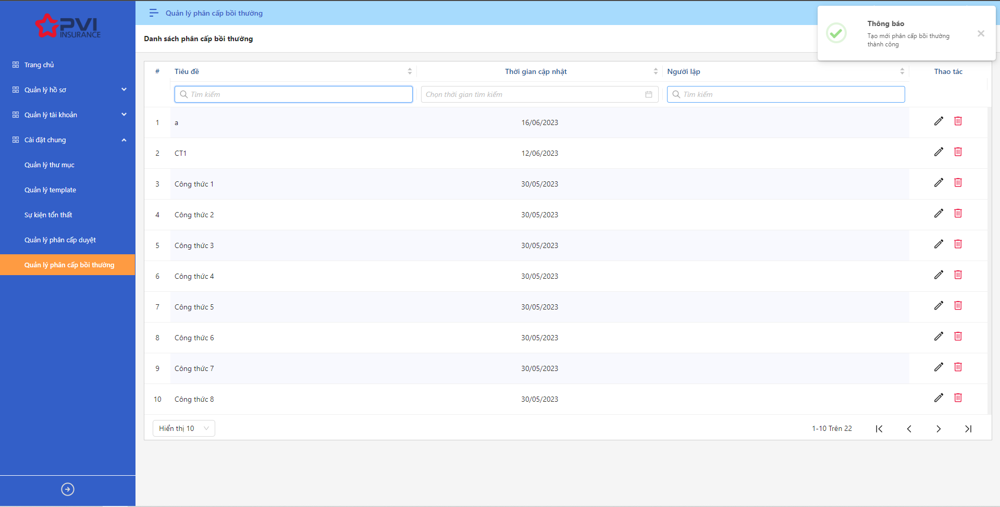 PVI
INSURANCE
Trang chủ
Quản lý hồ sơ
Quản lý tài khoản
Cài đặt chung
Quản lý thư mục
Quản lý template
Sự kiện tổn thất
Quản lý phân cấp duyệt
Quản lý phân cấp bồi thường
Quản lý phân cấp bồi thường
Danh sách phân cấp bồi thường
Thông báo
Tạo mới phân cấp bồi thường
thành công
# Tiêu đề Thời gian cập nhật Người lập Thao tác
Tìm kiếm Chọn thời gian tìm kiếm Tìm kiếm
1 a 16/06/2023
2 CT1 12/06/2023
3 Công thức 1 30/05/2023
4 Công thức 2 30/05/2023
5 Công thức 3 30/05/2023
6 Công thức 4 30/05/2023
7 Công thức 5 30/05/2023
8 Công thức 6 30/05/2023
9 Công thức 7 30/05/2023
10 Công thức 8 30/05/2023
Hiển thị 10 1-10 Trên 22